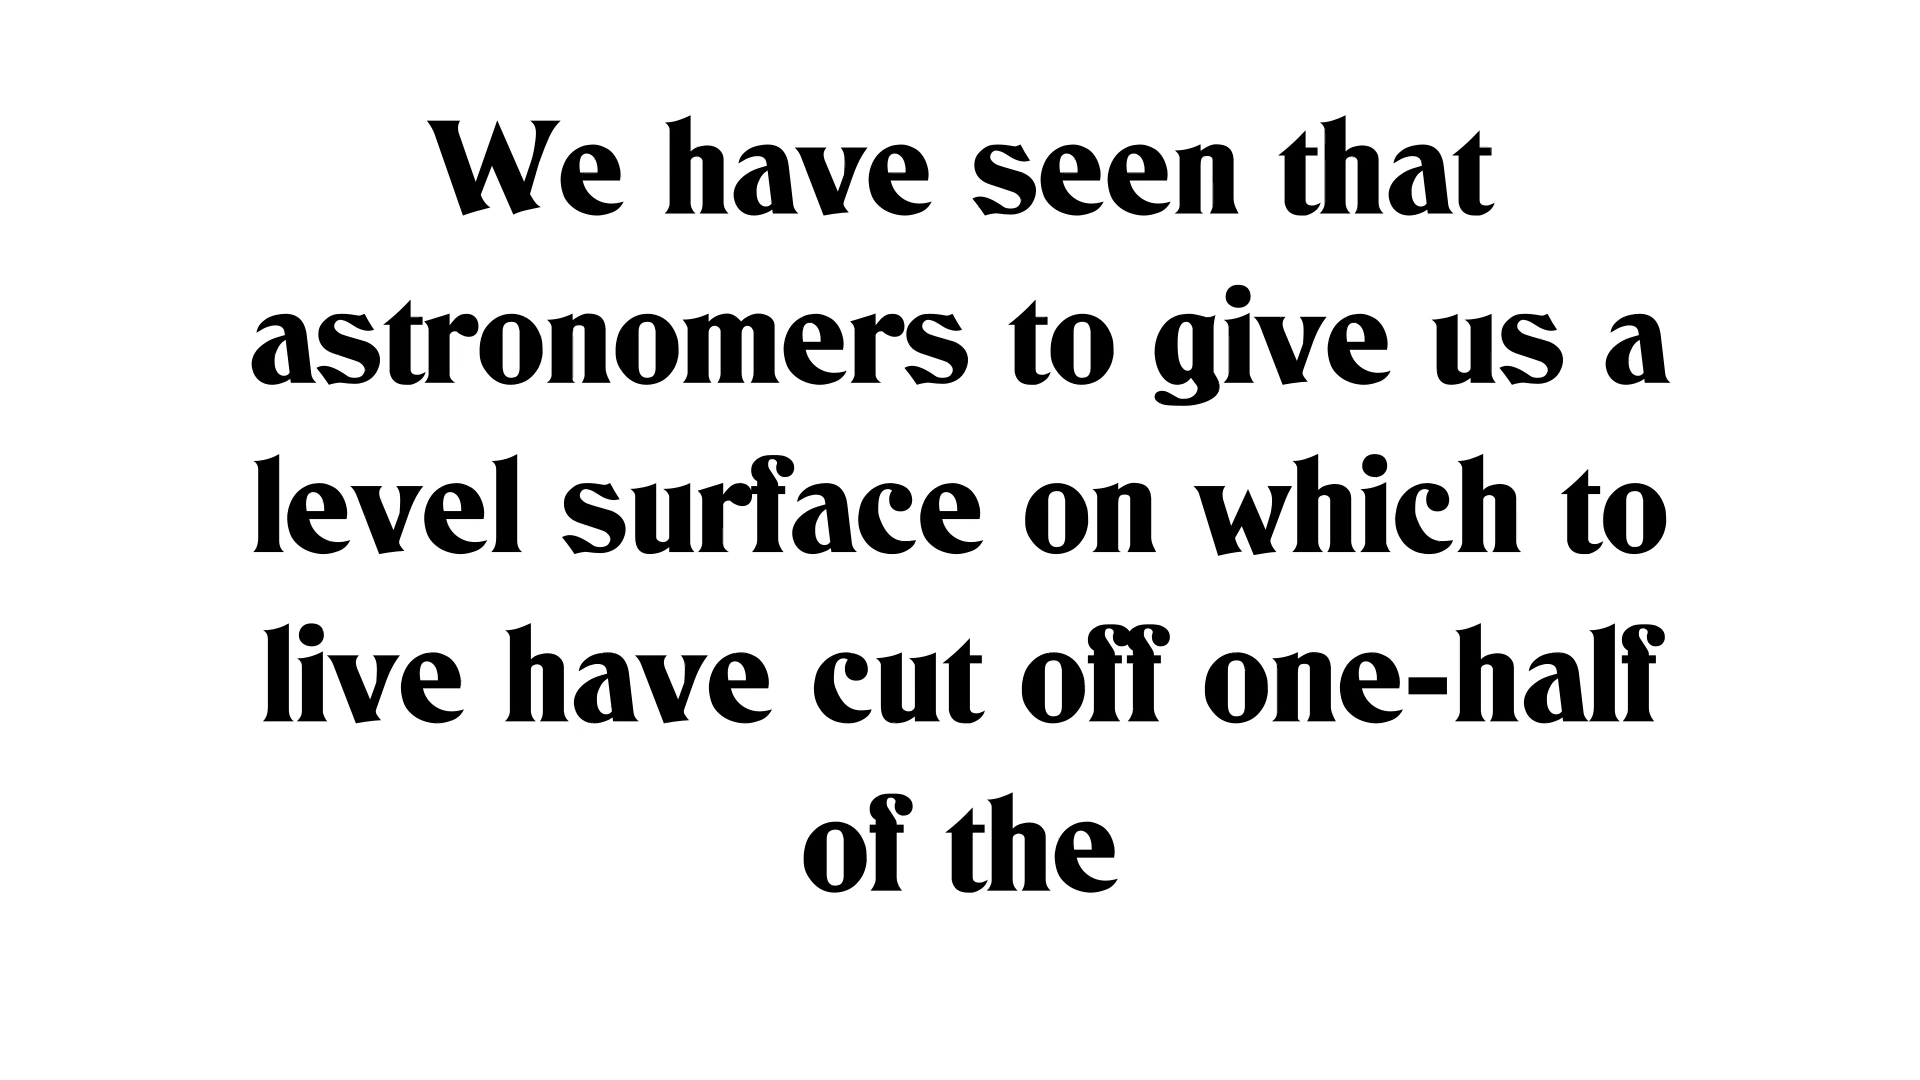 We have seen that
astronomers to give us a
level surface on which to
live have cut off one-half
of the